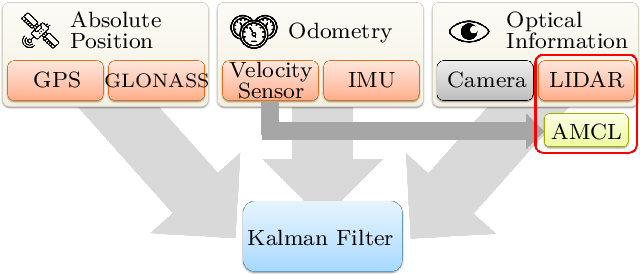 Absolute
Position
GPS
GLONASS
Odometry
Velocity
Sensor
IMU
Optical
Information
Camera
LIDAR
AMCL
Kalman Filter